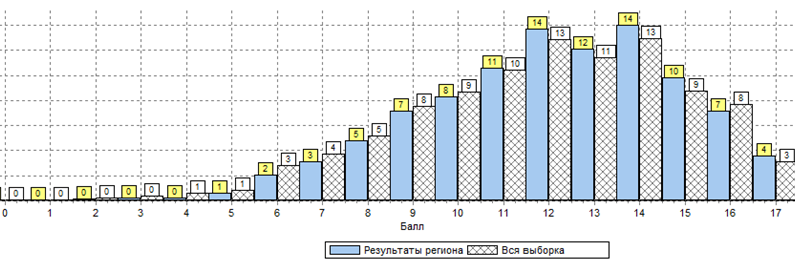 0 0 0 0 0 0 0 0 1 1 1 2 3 3 4 5 5 7 8 8 9 11 10 14 13 12 11 14 13 10 9 7 8 4 3
0 1 2 3 4 5 6 7 8 9 10 11 12 13 14 15 16 17
Балл
Результаты региона Вся выборка